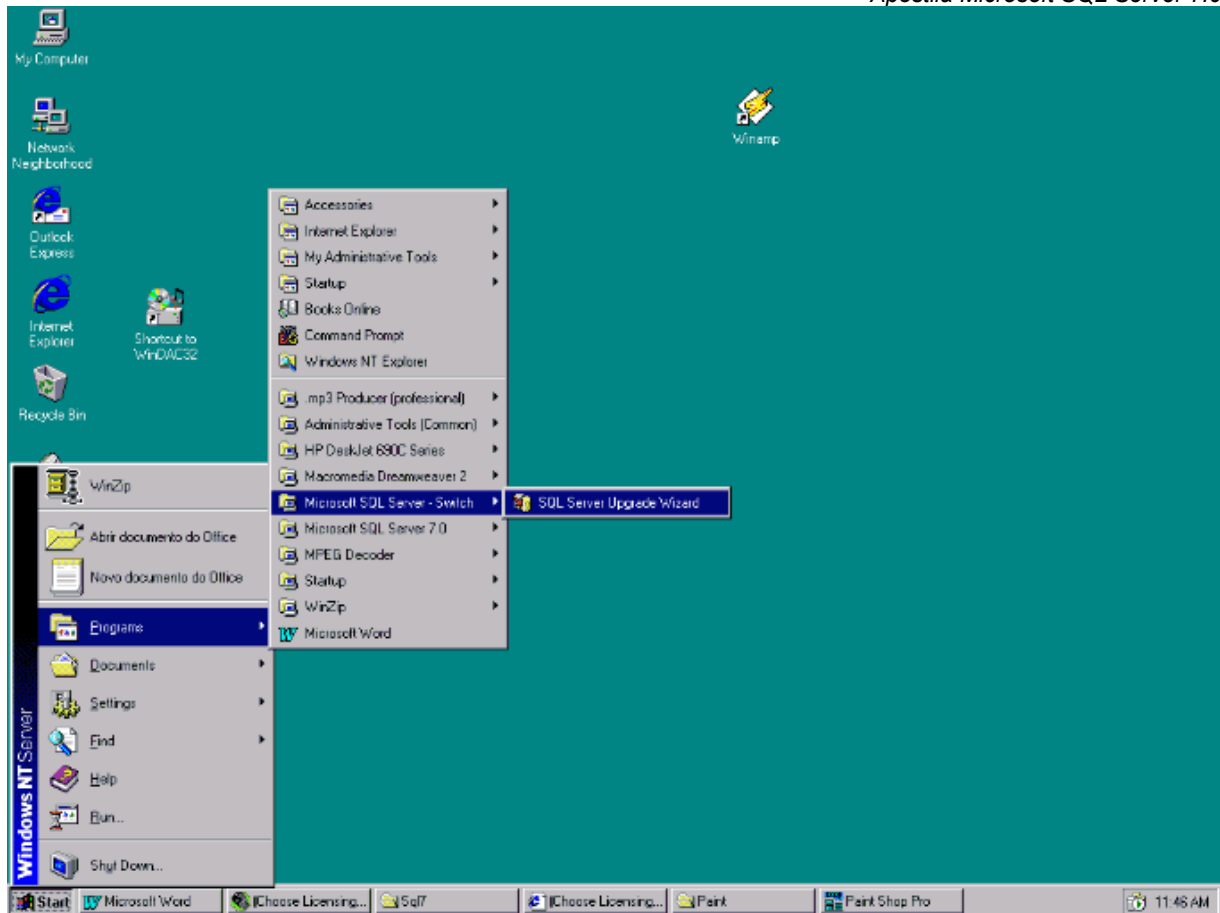 Apostila Microsoft SQL Server 7.0
My Computer
Network
Neighborhood
Outlook
Express
Internet
Explorer
Shortcut to
WinDAC32
Recycle Bin
Winamp
Accessories
Internet Explorer
My Administrative Tools
Startup
Books Online
Command Prompt
Windows NT Explorer
.mp3 Producer (professional)
Administrative Tools (Common)
HP DeskJet 690C Series
Macromedia Dreamweaver 2
Microsoft SQL Server - Switch
SQL Server Upgrade Wizard
Microsoft SQL Server 7.0
MPEG Decoder
Startup
WinZip
Microsoft Word
WinZip
Abrir documento do Office
Novo documento do Office
Programs
Documents
Settings
Find
Help
Run...
Shut Down...
Windows NT Server
Start
Microsoft Word
[Choose Licensing...
Sql7
[Choose Licensing...
Paint
Paint Shop Pro
11:46 AM